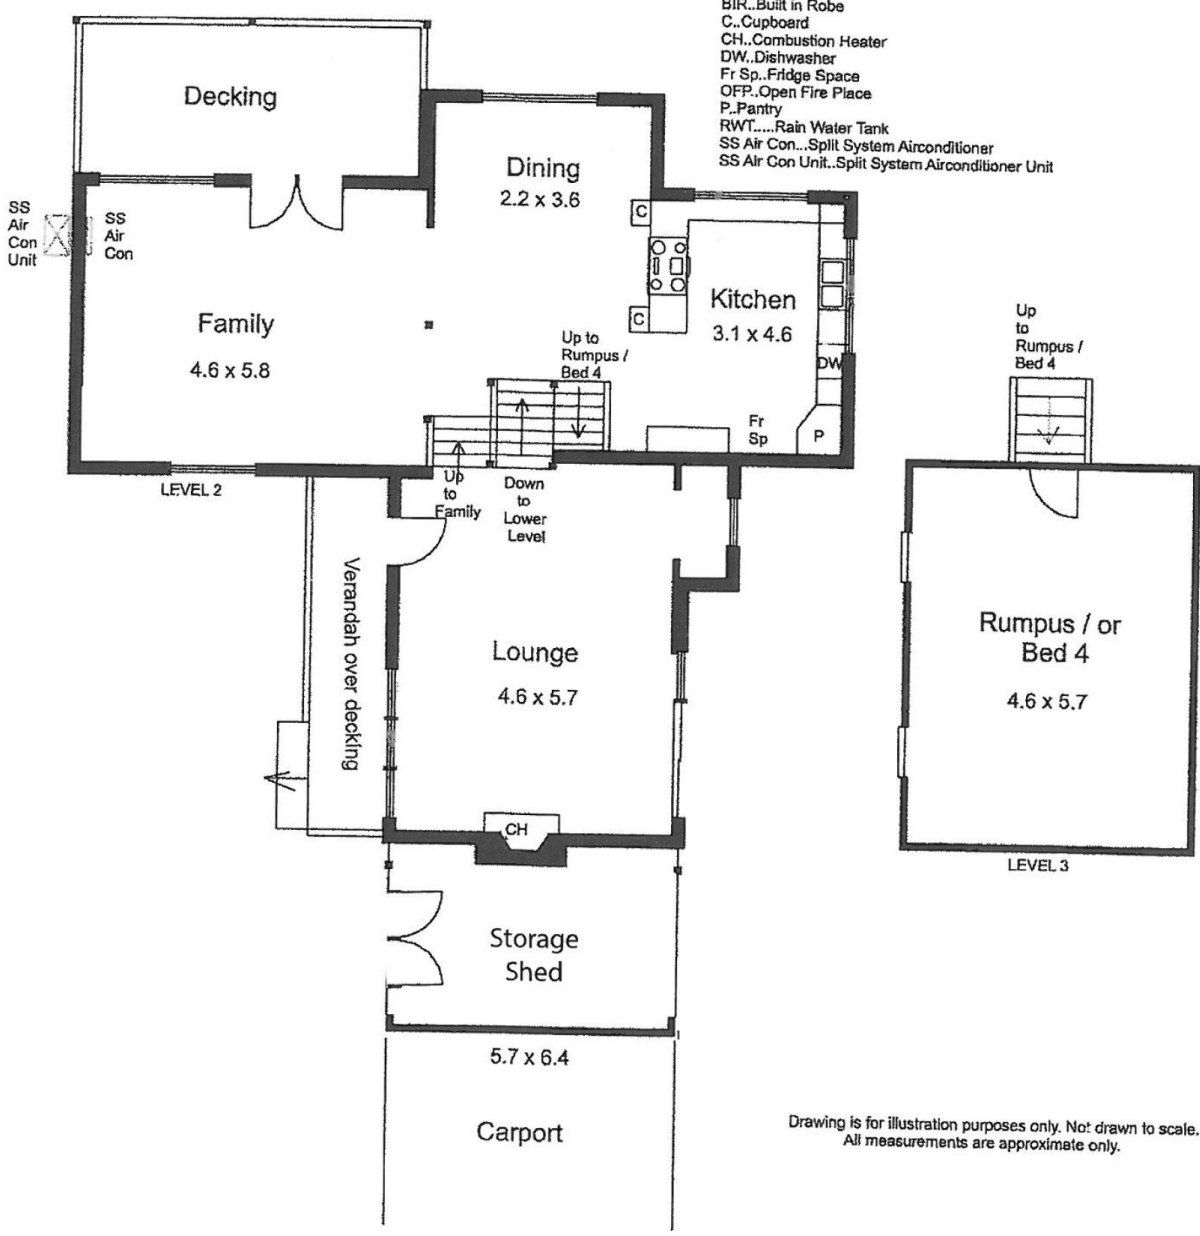 BIR..Built in Robe
C..Cupboard
CH..Combustion Heater
DW..Dishwasher
Fr Sp..Fridge Space
OFP..Open Fire Place
P..Pantry
RWT.....Rain Water Tank
SS Air Con...Split System Airconditioner
SS Air Con Unit..Split System Airconditioner Unit
Decking
Dining
2.2 x 3.6
SS
Air
Con
Unit
SS
Air
Con
C
Family
4.6 x 5.8
Kitchen
3.1 x 4.6
C
Up to
Rumpus /
Bed 4
DW
Fr
Sp
P
Up
to
Rumpus /
Bed 4
LEVEL 2
Up
to
Family
Down
to
Lower
Level
Verandah over decking
Lounge
4.6 x 5.7
Rumpus / or
Bed 4
4.6 x 5.7
CH
LEVEL 3
Storage
Shed
5.7 x 6.4
Carport
Drawing is for illustration purposes only. Not drawn to scale.
All measurements are approximate only.